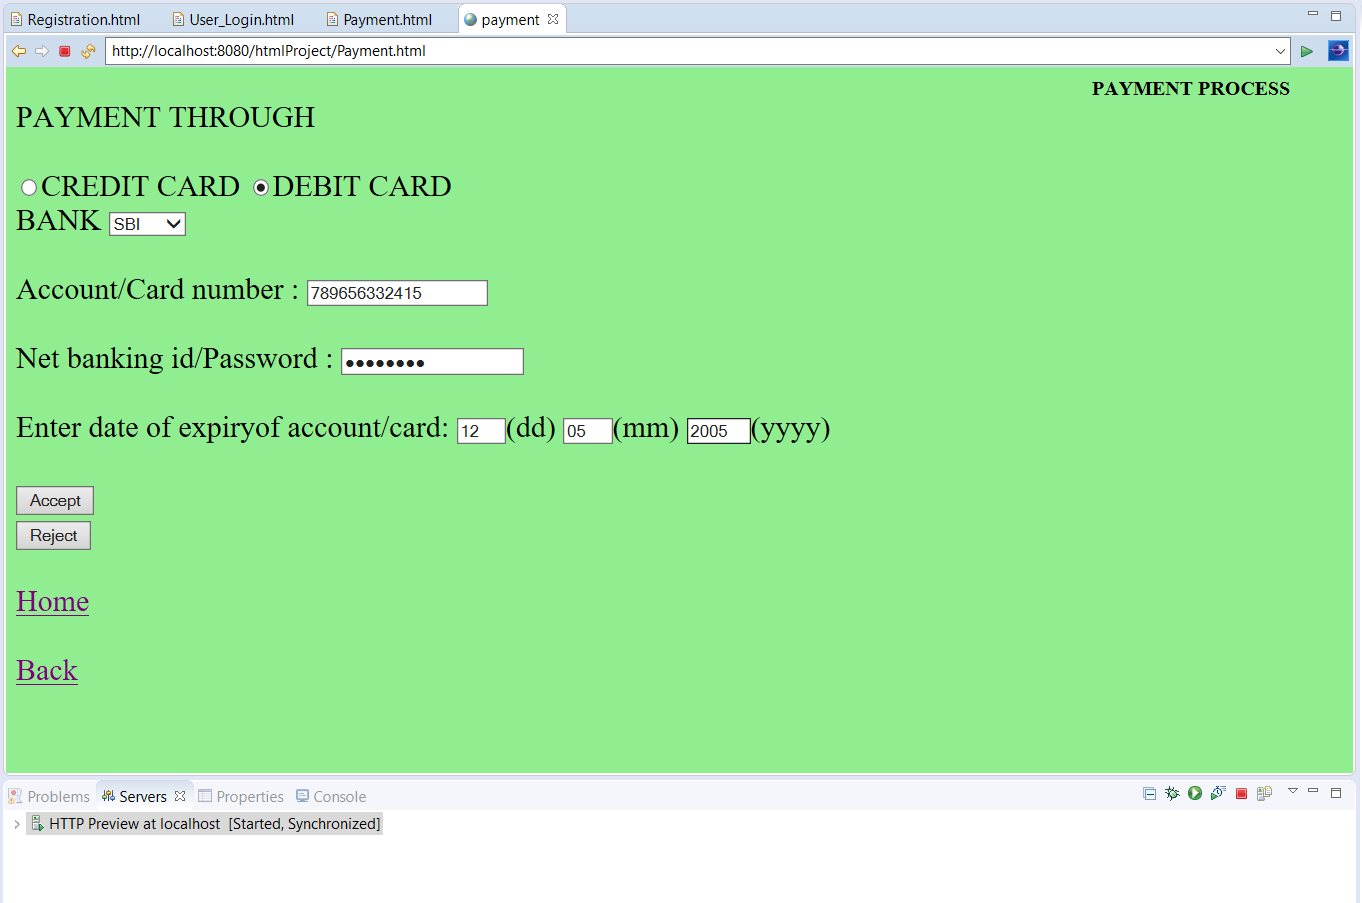 Registration.html User_Login.html Payment.html payment
http://localhost:8080/htmlProject/Payment.html
PAYMENT PROCESS
PAYMENT THROUGH
CREDIT CARD DEBIT CARD
BANK SBI
Account/Card number : 789656332415
Net banking id/Password : ●●●●●●●●
Enter date of expiryof account/card: 12 (dd) 05 (mm) 2005 (yyyy)
Accept
Reject
Home
Back
Problems Servers Properties Console
HTTP Preview at localhost [Started, Synchronized]